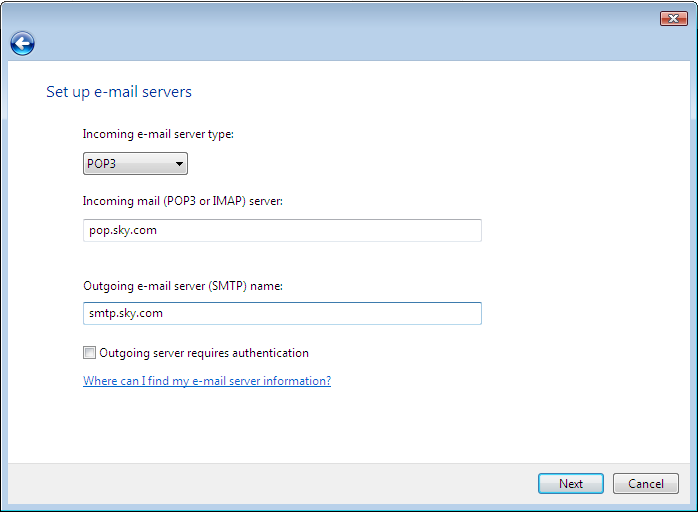 Set up e-mail servers
Incoming e-mail server type:
POP3
Incoming mail (POP3 or IMAP) server:
pop.sky.com
Outgoing e-mail server (SMTP) name:
smtp.sky.com
Outgoing server requires authentication
Where can I find my e-mail server information?
Next Cancel